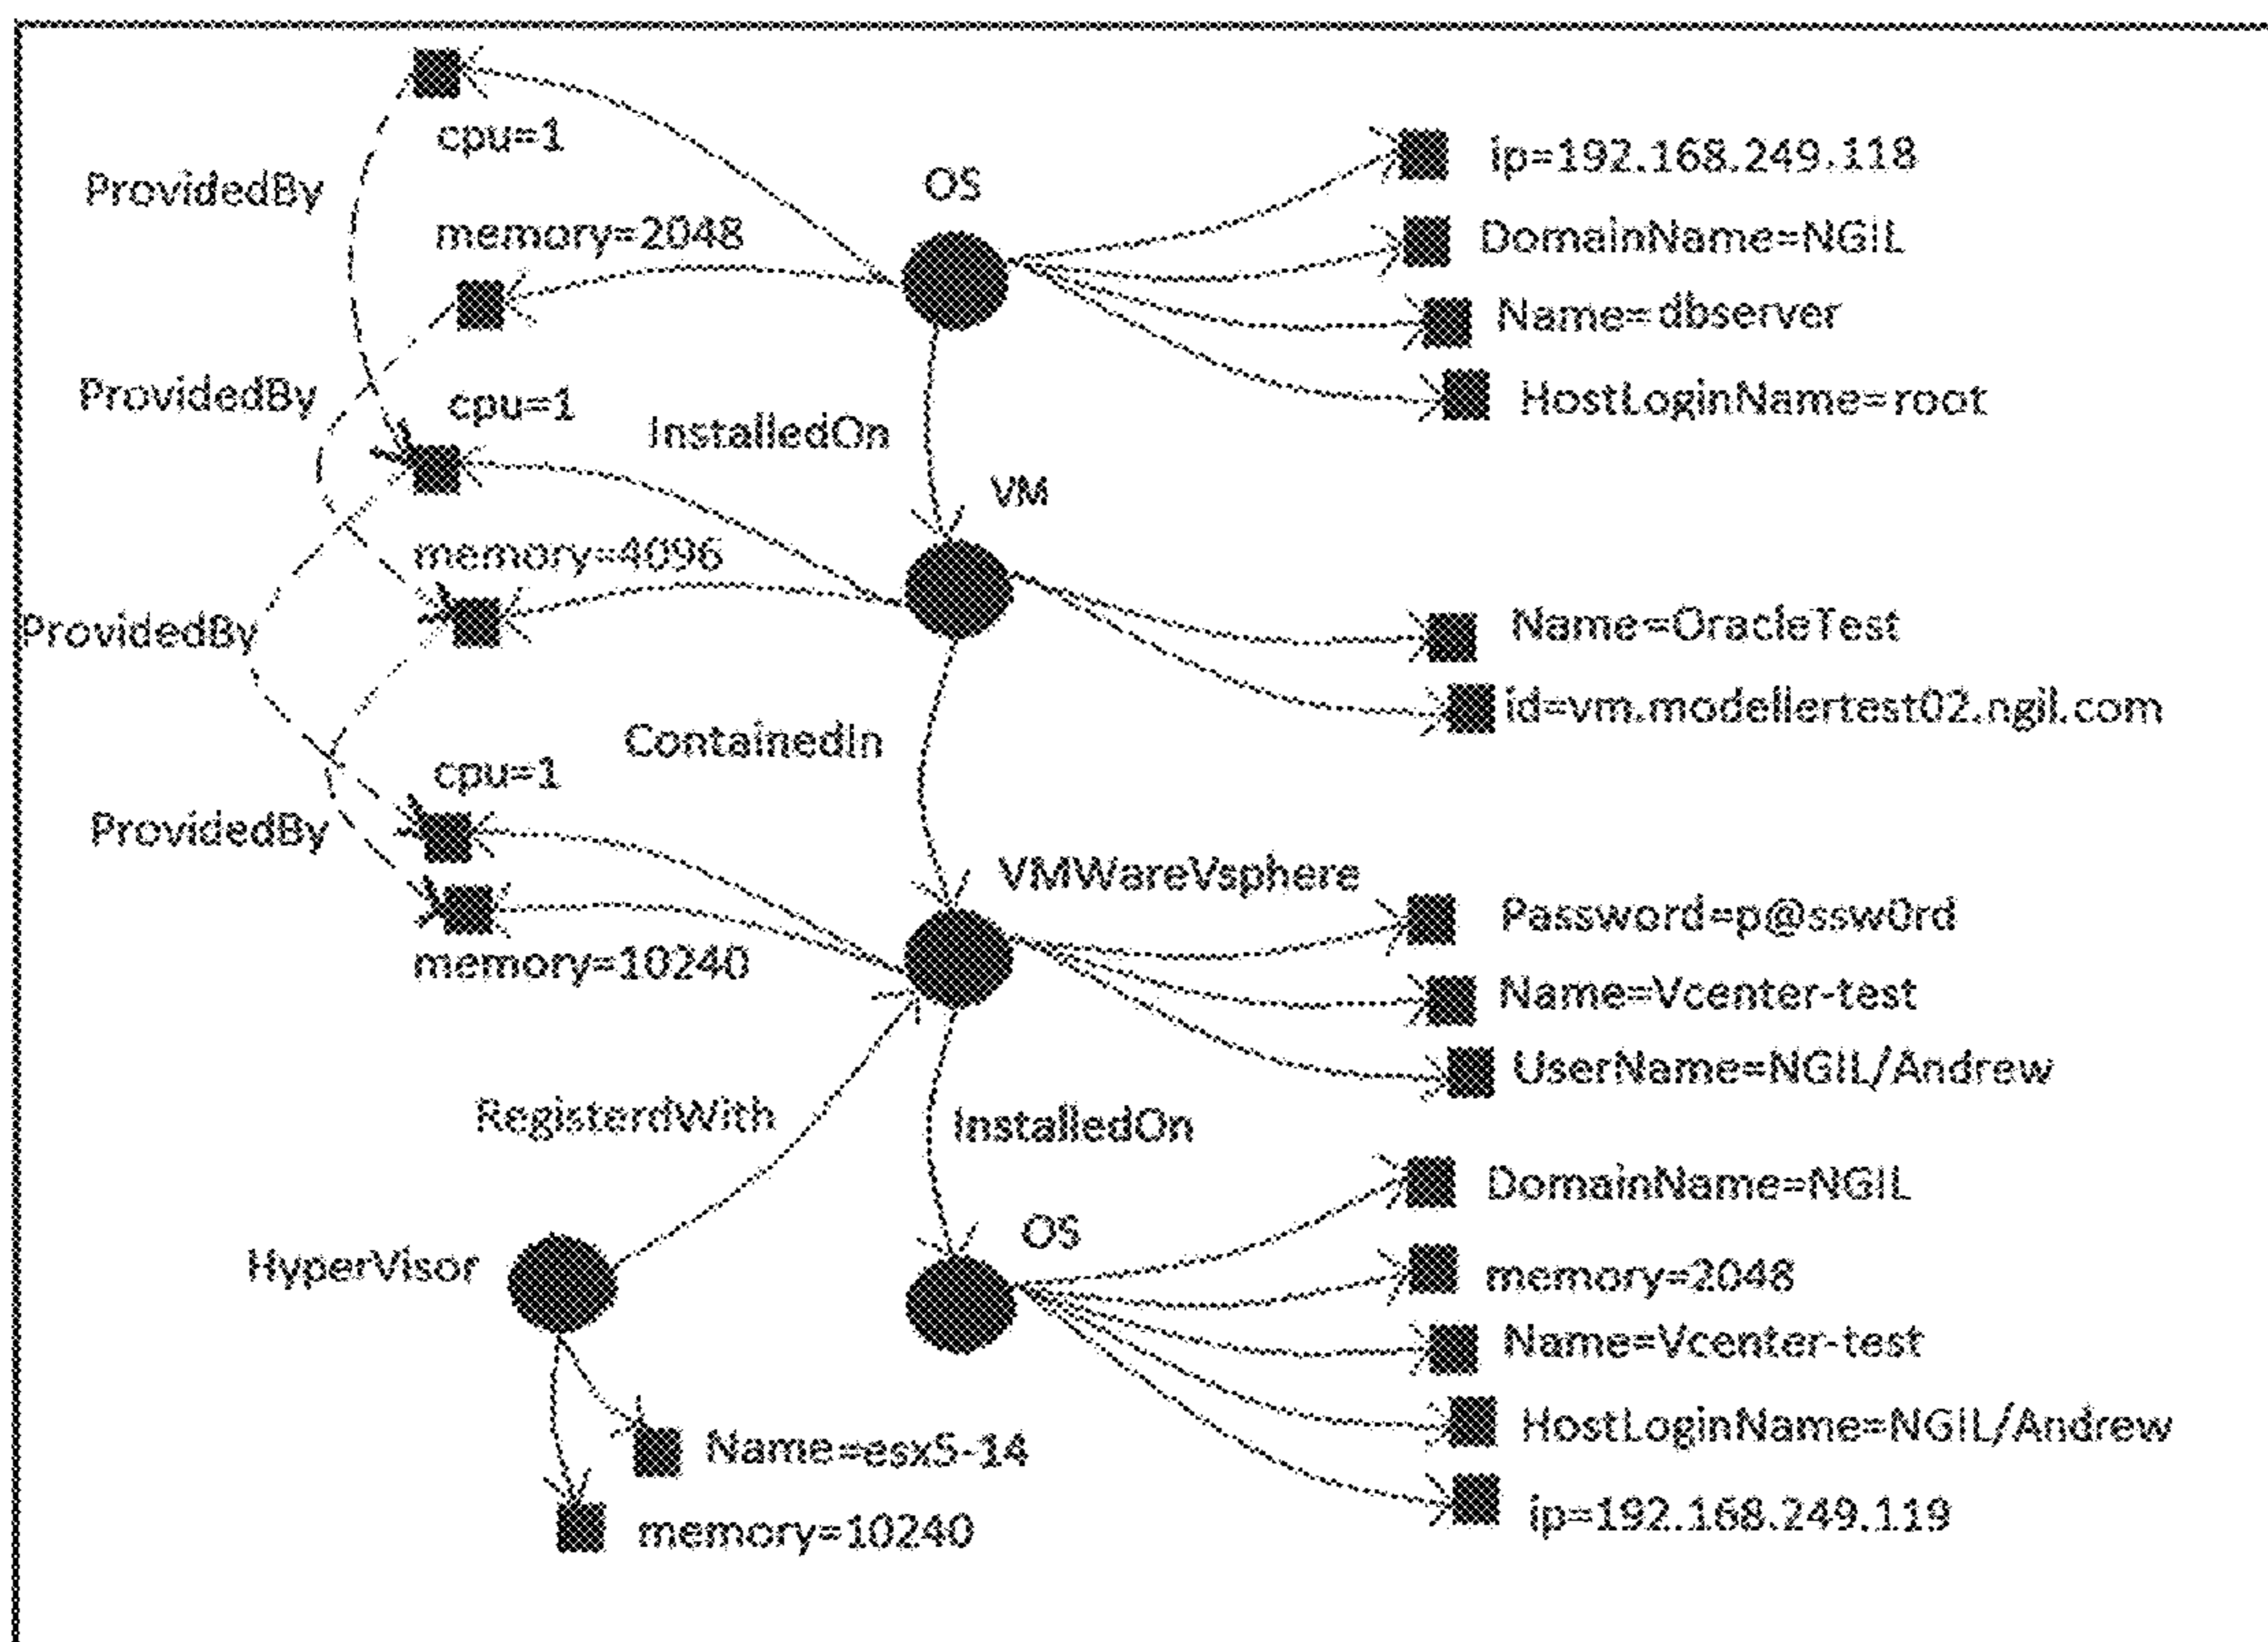 cpu=1
ip=192.168.249.118
ProvidedBy
OS
memory=2048
DomainName=NGIL
Name=dbserver
ProvidedBy
cpu=1
HostLoginName=root
InstalledOn
VM
memory=4096
ProvidedBy
Name=OracleTest
id=vm.modellertest02.ngil.com
ContainedIn
cpu=1
ProvidedBy
VMWareVsphere
Password=p@ssw0rd
memory=10240
Name=Vcenter-test
UserName=NGIL/Andrew
RegisterdWith
InstalledOn
DomainName=NGIL
OS
HyperVisor
memory=2048
Name=Vcenter-test
HostLoginName=NGIL/Andrew
Name=esx5-14
ip=192.168.249.119
memory=10240